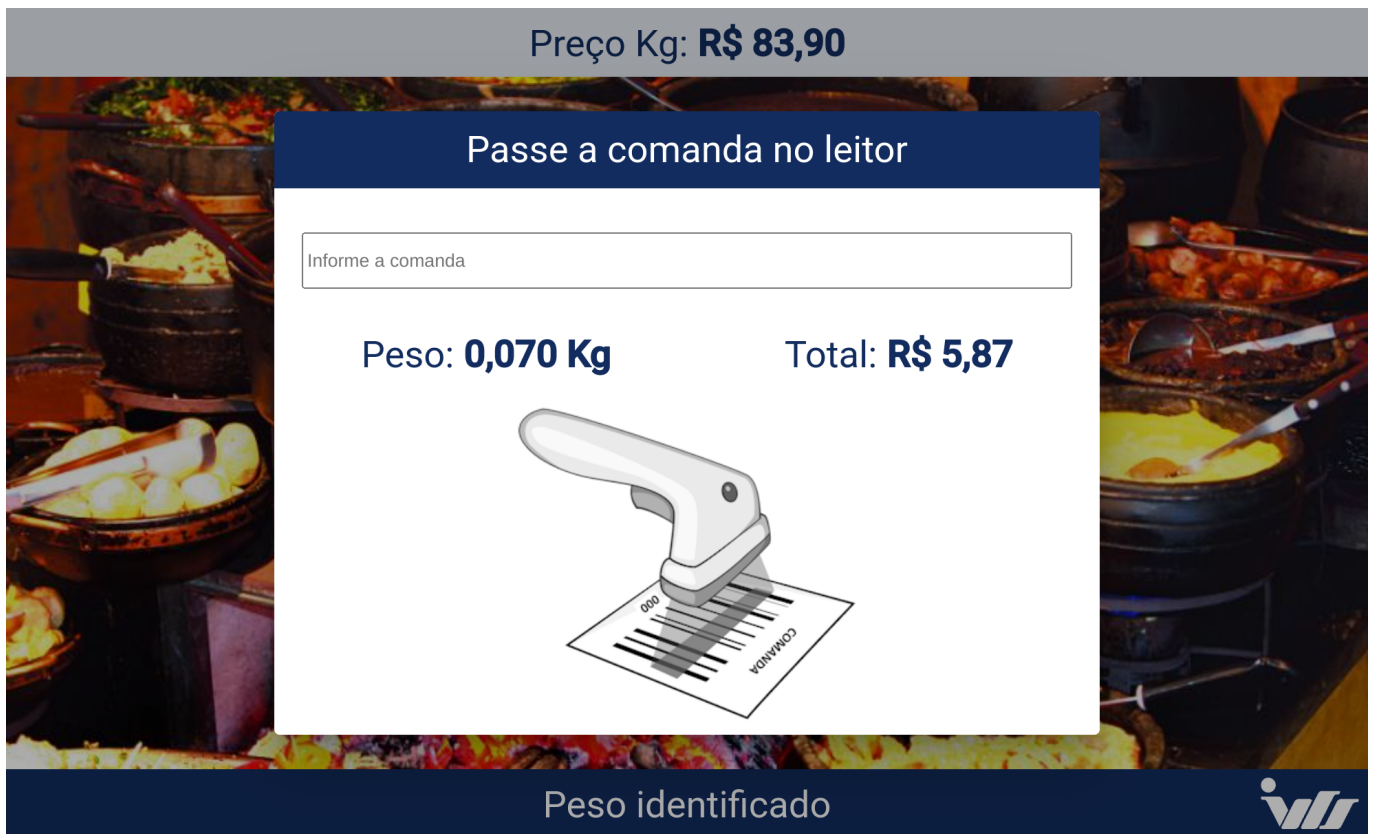 Preço Kg: R$ 83,90
Passe a comanda no leitor
Informe a comanda
Peso: 0,070 Kg Total: R$ 5,87
000
COMANDA
Peso identificado